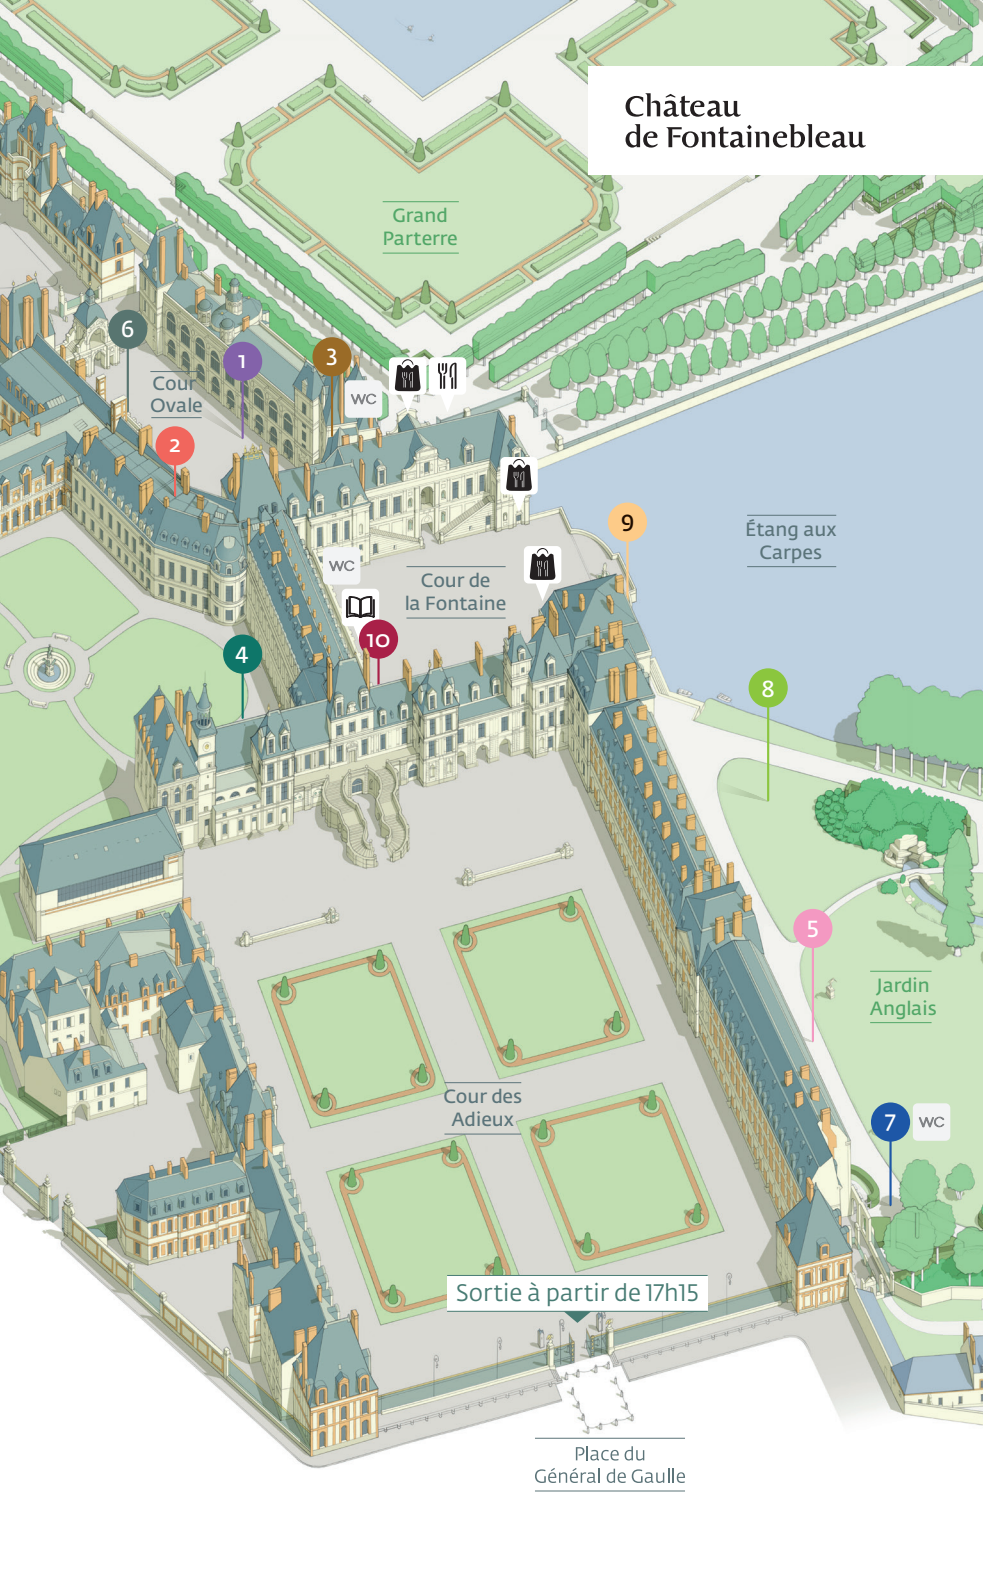 Château
de Fontainebleau
Grand
Parterre
6
1
3
WC
Cour
Ovale
2
9
Étang aux
Carpes
WC
Cour de
la Fontaine
10
4
8
5
Jardin
Anglais
Cour des
Adieux
7
WC
Sortie à partir de 17h15
Place du
Général de Gaulle